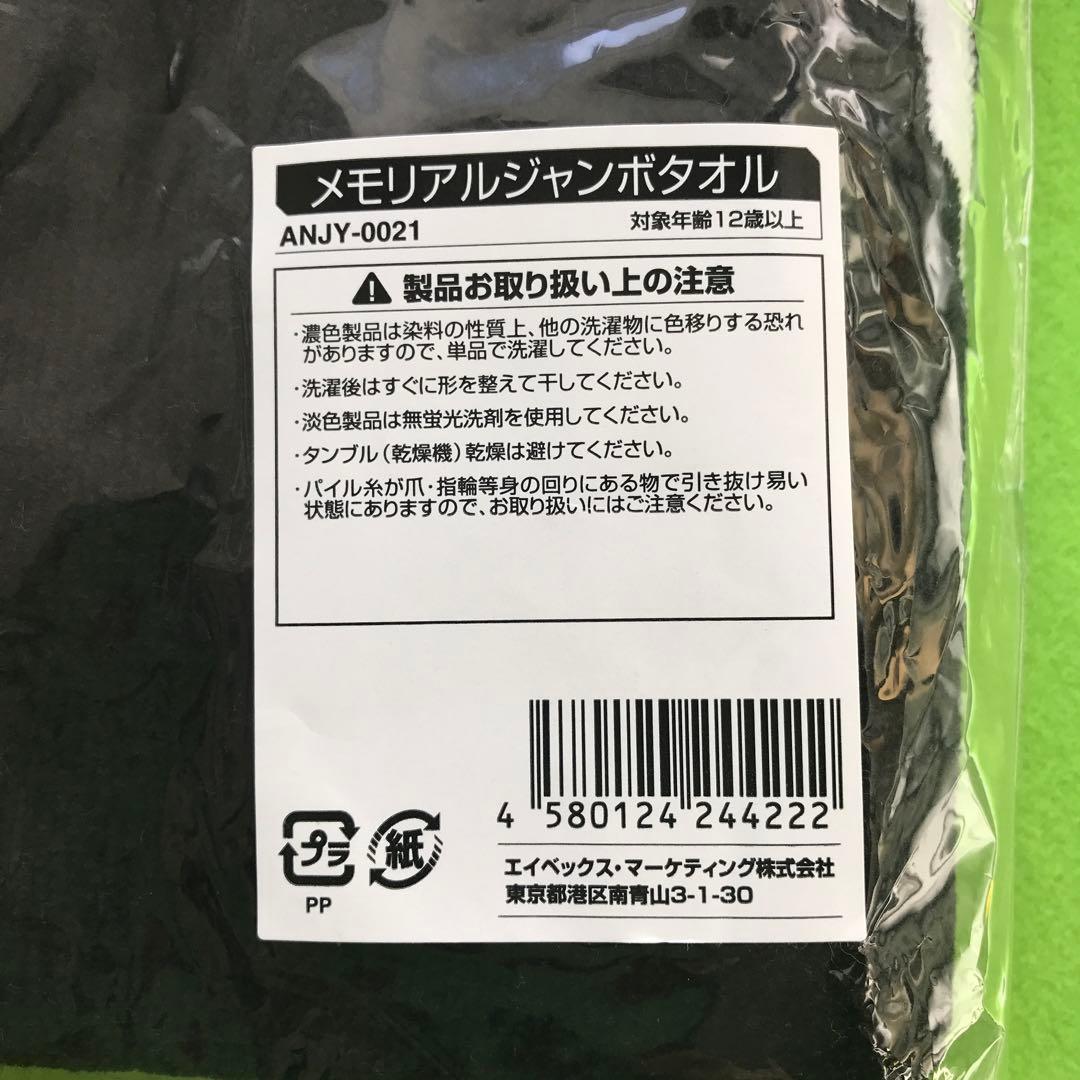 メモリアルジャンボタオル
ANJY-0021
対象年齢12歳以上
製品お取り扱い上の注意
・濃色製品は染料の性質上、他の洗濯物に色移りする恐れ
がありますので、単品で洗濯してください。
・洗濯後はすぐに形を整えて干してください。
・淡色製品は無蛍光洗剤を使用してください。
・タンブル（乾燥機）乾燥は避けてください。
・パイル糸が爪・指輪等身の回りにある物で引き抜け易い
状態にありますので、お取り扱いにはご注意ください。
4 580124 244222
プラ
紙
PP
エイベックス・マーケティング株式会社
東京都港区南青山3-1-30